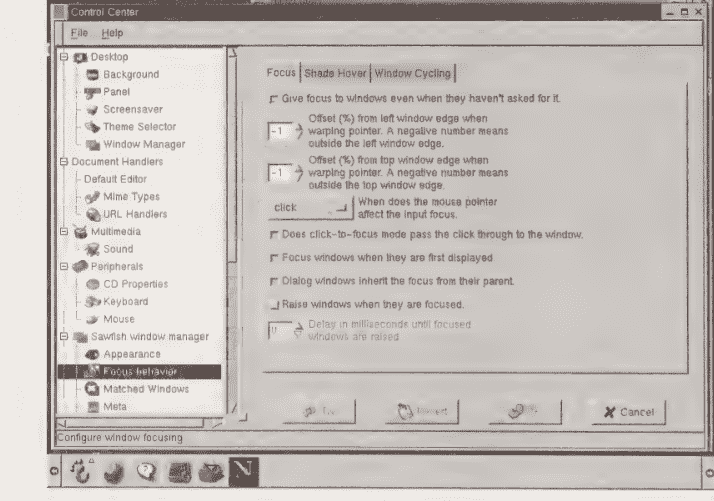 Control Center
File Help
Desktop
Background
Panel
Screensaver
Theme Selector
Window Manager
Document Handlers
Default Editor
Mime Types
URL Handlers
Multimedia
Sound
Peripherals
CD Properties
Keyboard
Mouse
Sawfish window manager
Appearance
Focus behavior
Matched Windows
Meta
Focus Shade Hover Window Cycling
Give focus to windows even when they haven't asked for it.
Offset (%) from left window edge when
-1 warping pointer. A negative number means
outside the left window edge.
Offset (%) from top window edge when
-1 warping pointer. A negative number means
outside the top window edge.
click When does the mouse pointer
affect the input focus.
Does click-to-focus mode pass the click through to the window.
Focus windows when they are first displayed
Dialog windows inherit the focus from their parent.
Raise windows when they are focused.
0 Delay in milliseconds until focused
windows are raised.
Cancel
Configure window focusing
N